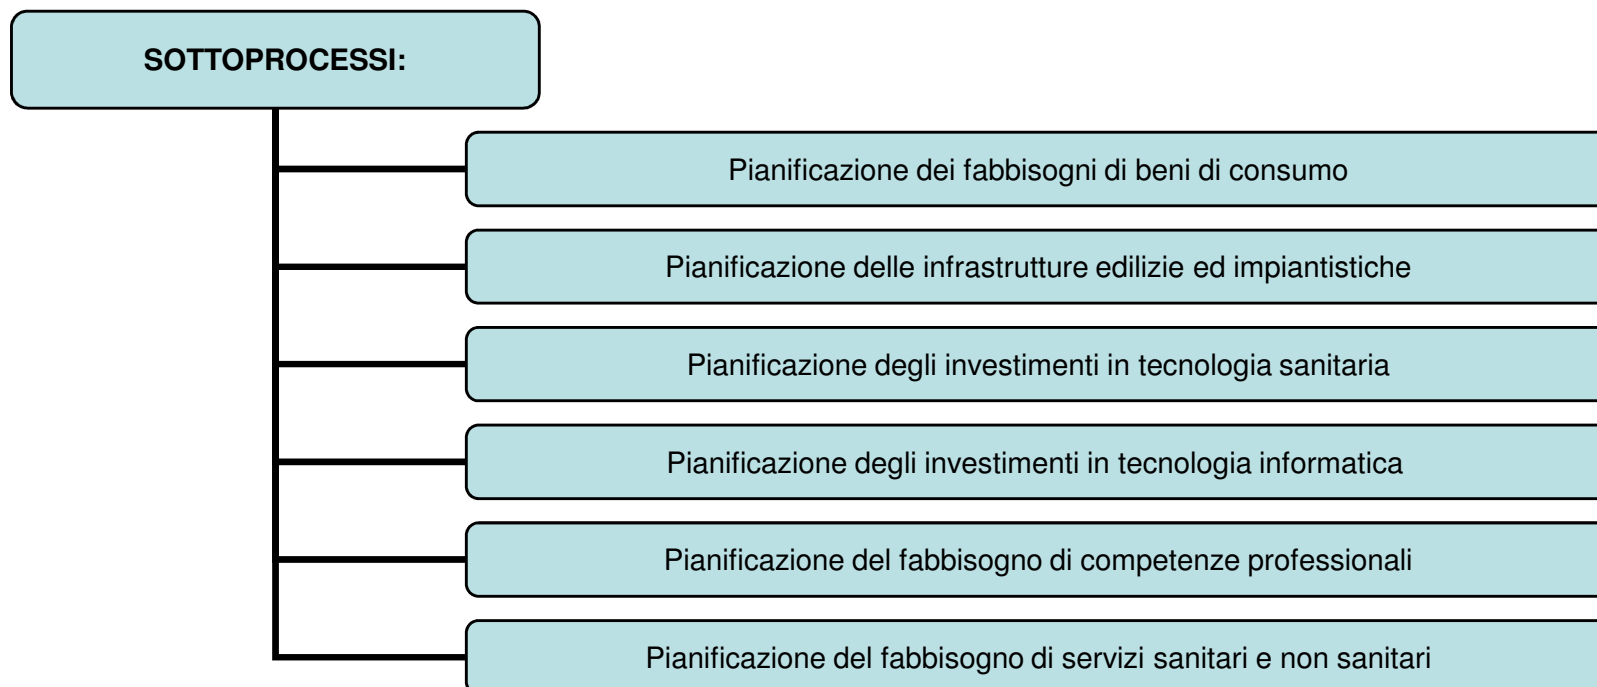 SOTTOPROCESSI:
Pianificazione dei fabbisogni di beni di consumo
Pianificazione delle infrastrutture edilizie ed impiantistiche
Pianificazione degli investimenti in tecnologia sanitaria
Pianificazione degli investimenti in tecnologia informatica
Pianificazione del fabbisogno di competenze professionali
Pianificazione del fabbisogno di servizi sanitari e non sanitari